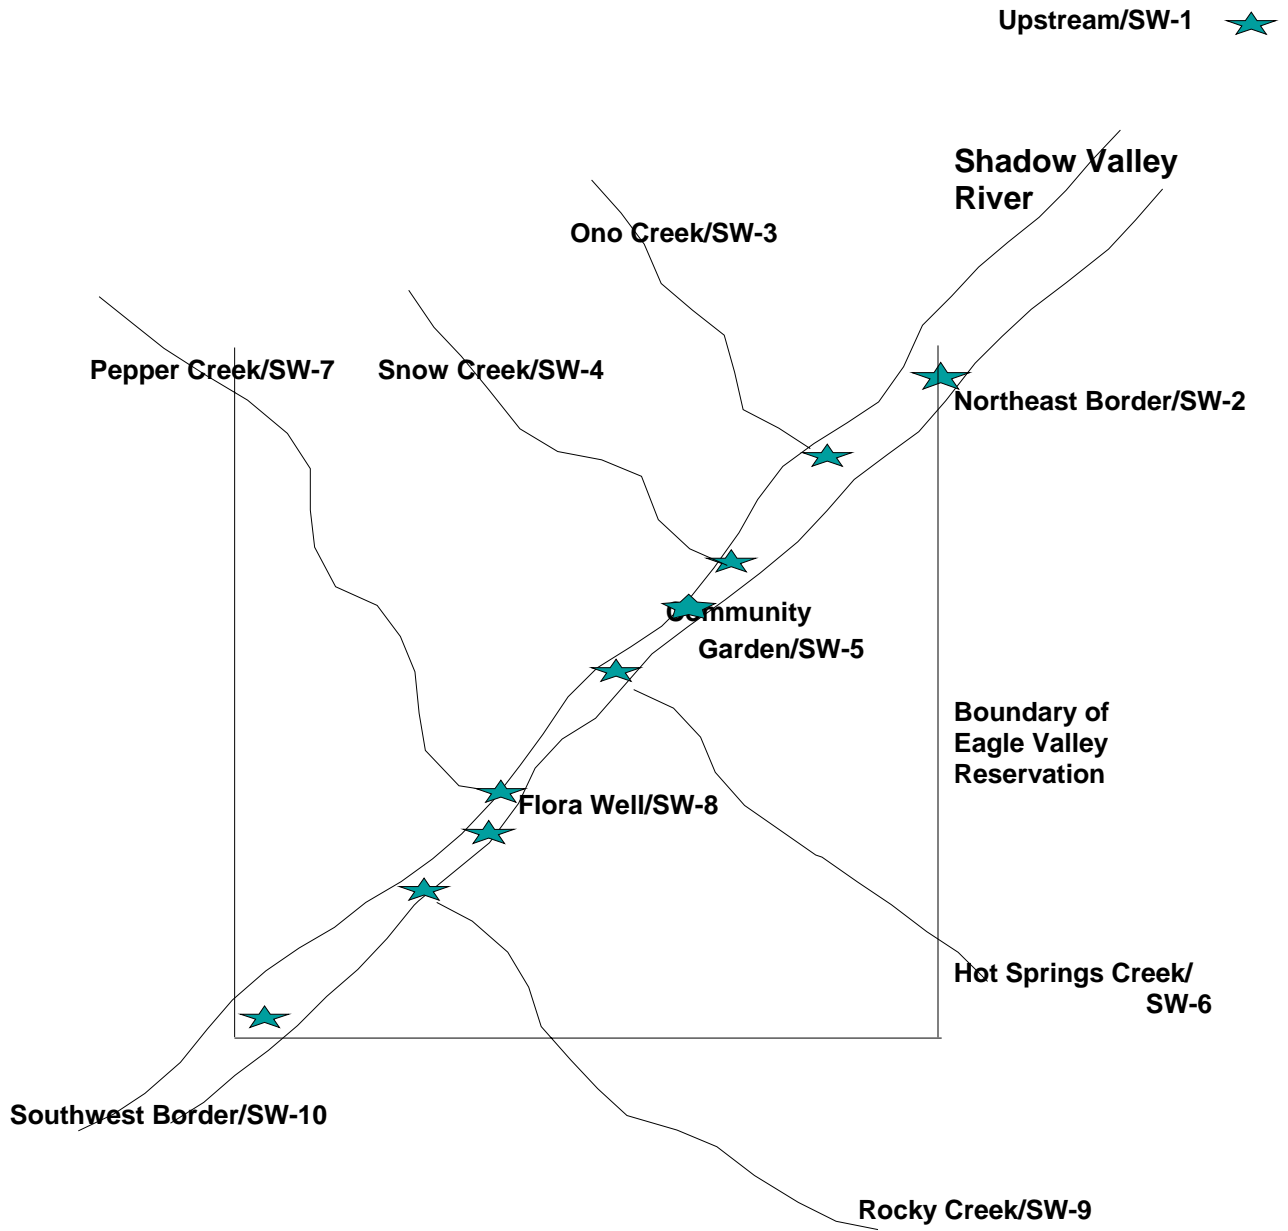 Upstream/SW-1
Shadow Valley
River
Ono Creek/SW-3
Pepper Creek/SW-7
Snow Creek/SW-4
Northeast Border/SW-2
Community
Garden/SW-5
Boundary of
Eagle Valley
Reservation
Flora Well/SW-8
Hot Springs Creek/
SW-6
Southwest Border/SW-10
Rocky Creek/SW-9